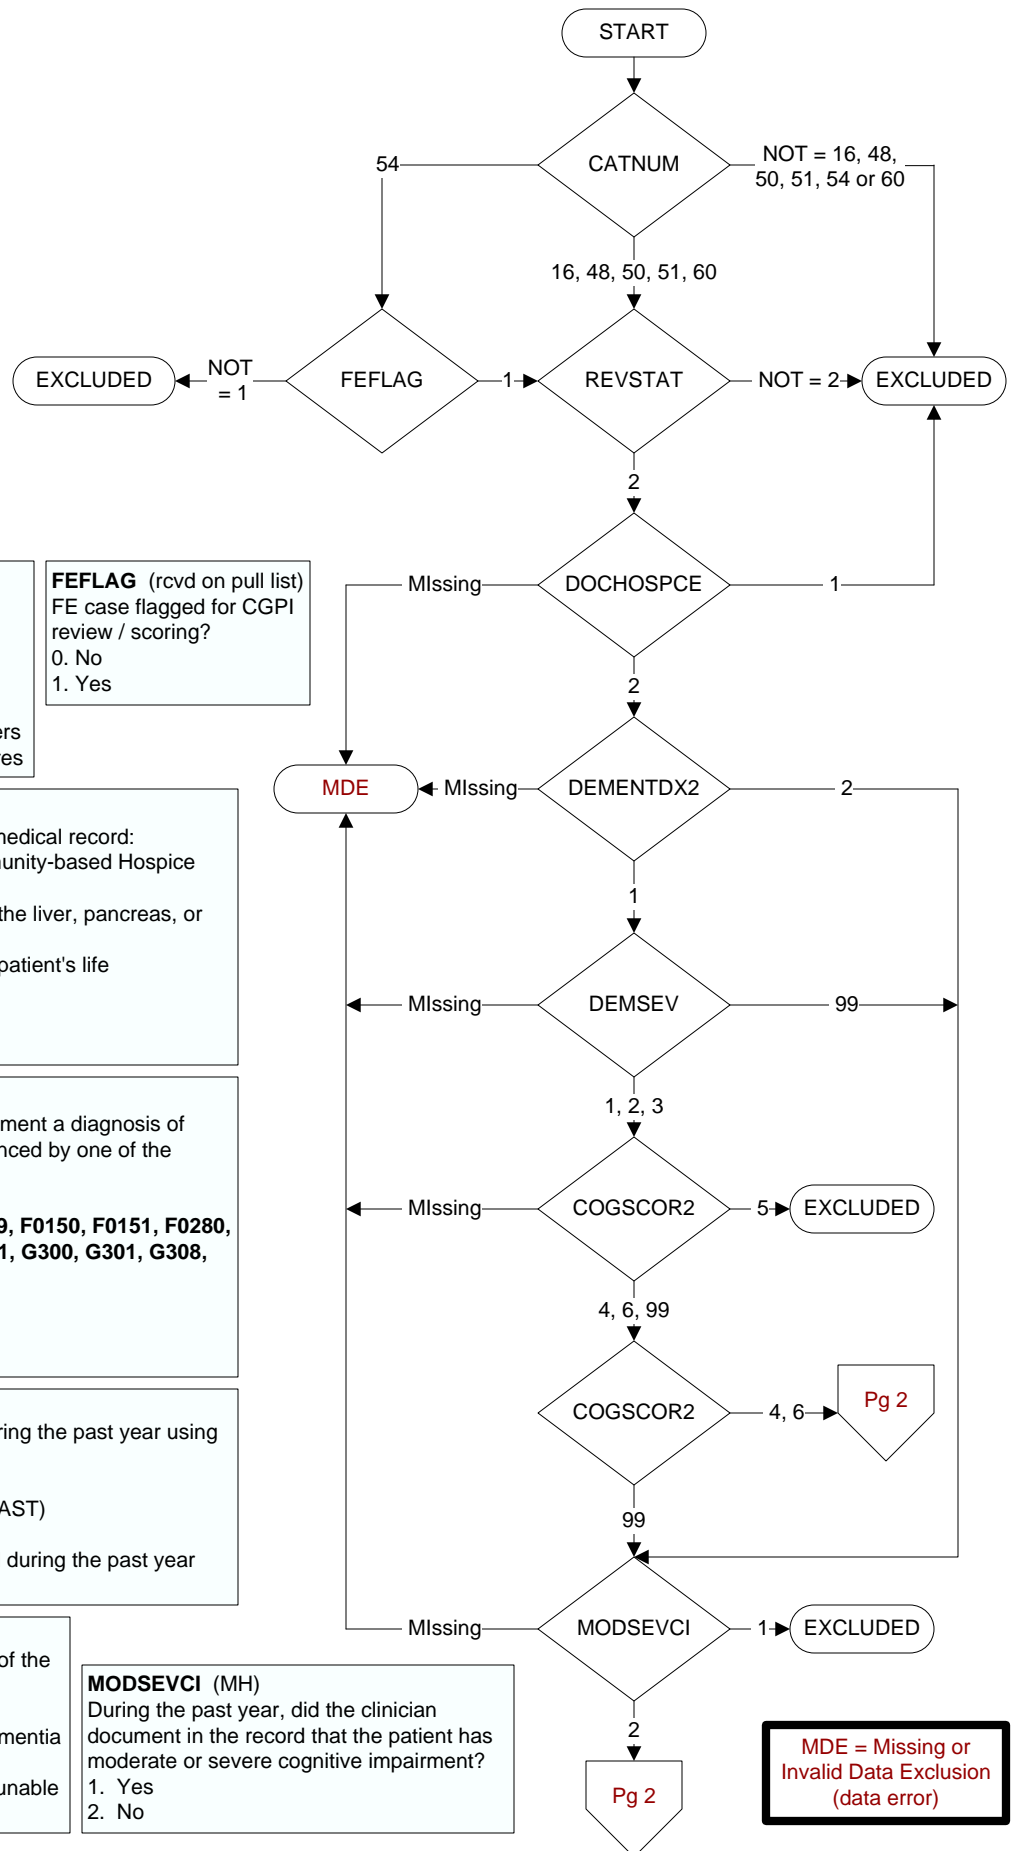 START
CATNUM
54
NOT = 16, 48,
50, 51, 54 or 60
16, 48, 50, 51, 60
EXCLUDED
NOT
= 1
FEFLAG
1
REVSTAT
NOT = 2
EXCLUDED
2
FEFLAG (rcvd on pull list)
FE case flagged for CGPI
review / scoring?
0. No
1. Yes
MIssing
DOCHOSPCE
1
2
MDE
MIssing
DEMENTDX2
2
medical record:
the liver, pancreas, or
patient's life
1
MIssing
DEMSEV
99
1, 2, 3
ment a diagnosis of
nced by one of the
9, F0150, F0151, F0280,
1, G300, G301, G308,
MIssing
COGSCOR2
5
EXCLUDED
4, 6, 99
COGSCOR2
4, 6
Pg 2
ring the past year using
AST)
during the past year
99
MIssing
MODSEVCI
1
EXCLUDED
of the
mentia
unable
MODSEVCI (MH)
During the past year, did the clinician
document in the record that the patient has
moderate or severe cognitive impairment?
1. Yes
2. No
2
Pg 2
MDE = Missing or
Invalid Data Exclusion
(data error)